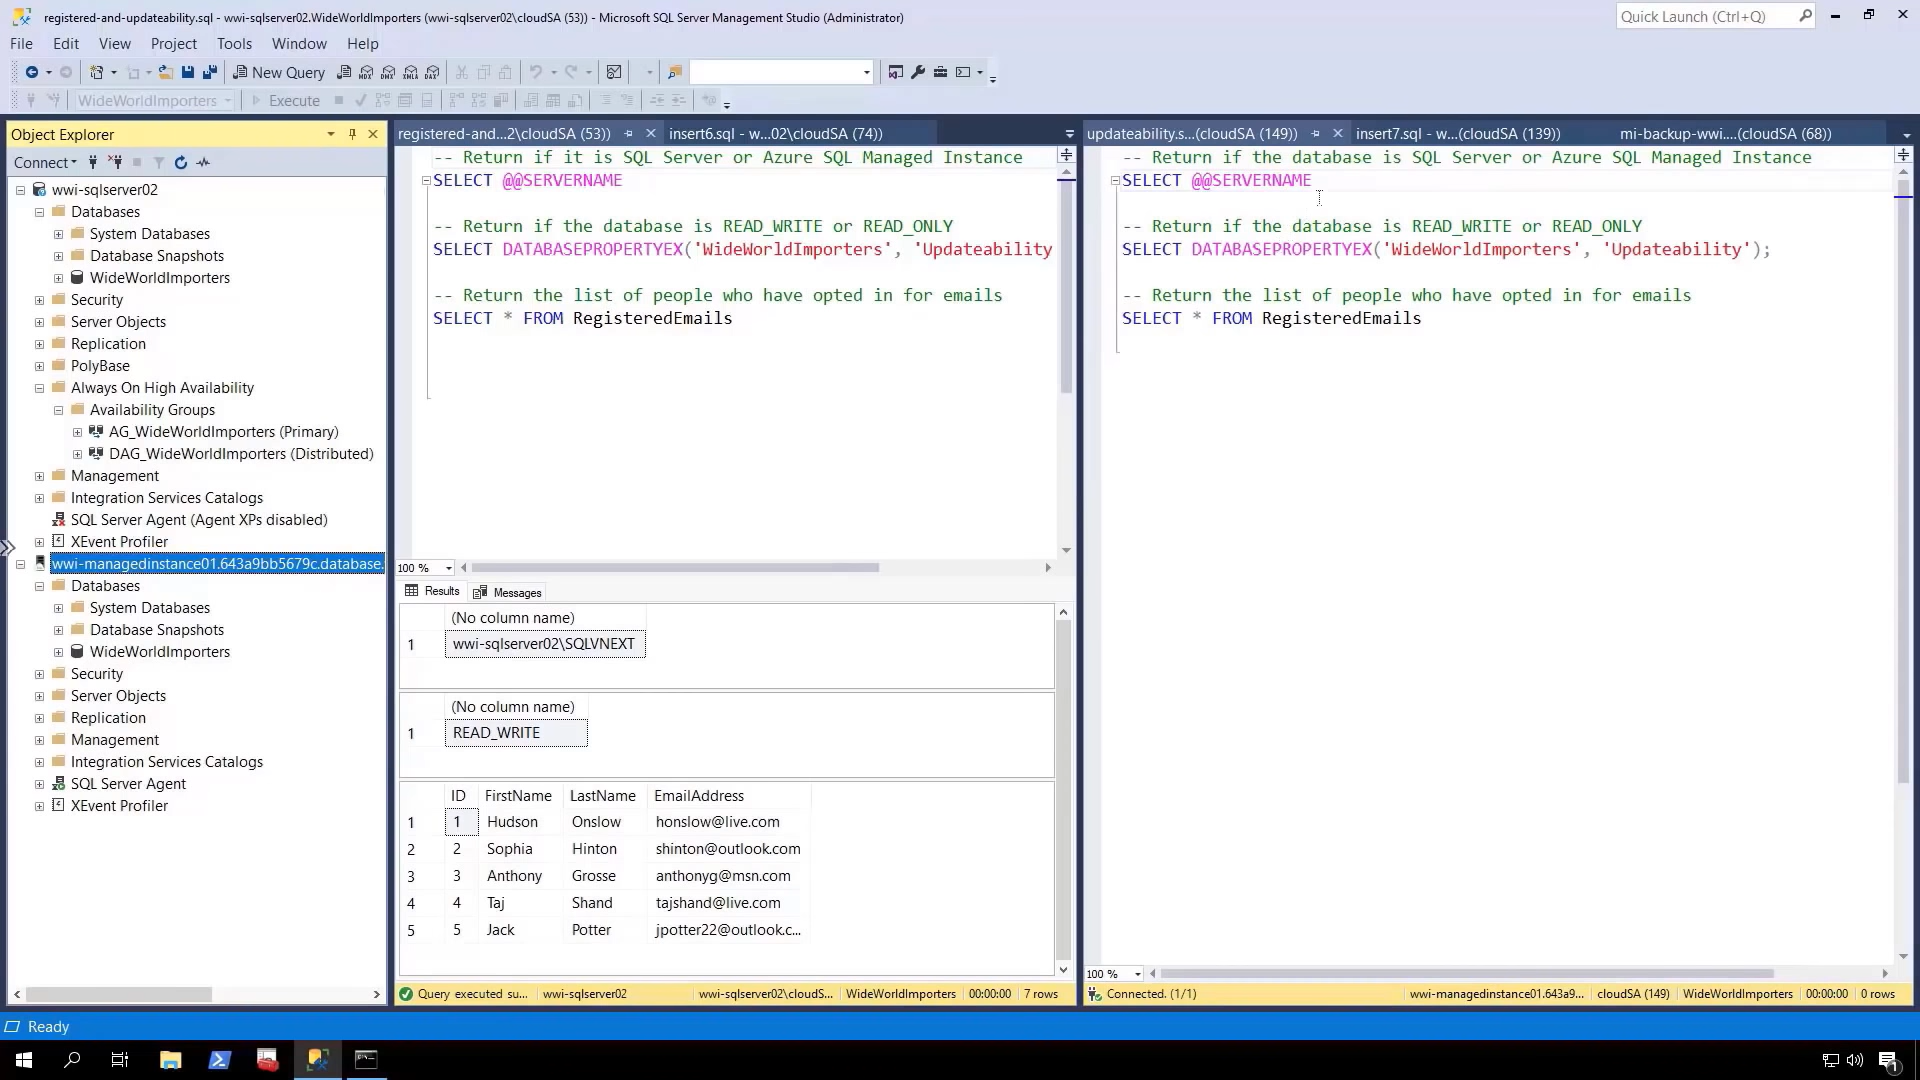 registered-and-updateability.sql - wwi-sqlserver02.WideWorldImporters (wwi-sqlserver02\cloudSA (53)) - Microsoft SQL Server Management Studio (Administrator)
Quick Launch (Ctrl+Q)
File Edit View Project Tools Window Help
New Query
WideWorldImporters Execute
Object Explorer
Connect
wwi-sqlserver02
Databases
System Databases
Database Snapshots
WideWorldImporters
Security
Server Objects
Replication
PolyBase
Always On High Availability
Availability Groups
AG_WideWorldImporters (Primary)
DAG_WideWorldImporters (Distributed)
Management
Integration Services Catalogs
SQL Server Agent (Agent XPs disabled)
XEvent Profiler
wwi-managedinstance01.643a9bb5679c.database.
Databases
System Databases
Database Snapshots
WideWorldImporters
Security
Server Objects
Replication
Management
Integration Services Catalogs
SQL Server Agent
XEvent Profiler
registered-and...2\cloudSA (53)) insert6.sql - w...02\cloudSA (74))
-- Return if it is SQL Server or Azure SQL Managed Instance
SELECT @@SERVERNAME
-- Return if the database is READ_WRITE or READ_ONLY
SELECT DATABASEPROPERTYEX('WideWorldImporters', 'Updateability
-- Return the list of people who have opted in for emails
SELECT * FROM RegisteredEmails
100 %
Results Messages
(No column name)
1 wwi-sqlserver02\SQLVNEXT
(No column name)
1 READ_WRITE
ID FirstName LastName EmailAddress
1 1 Hudson Onslow honslow@live.com
2 2 Sophia Hinton shinton@outlook.com
3 3 Anthony Grosse anthonyg@msn.com
4 4 Taj Shand tajshand@live.com
5 5 Jack Potter jpotter22@outlook.c...
Query executed su... wwi-sqlserver02 wwi-sqlserver02\cloudS... WideWorldImporters 00:00:00 7 rows
updateability.s...(cloudSA (149)) insert7.sql - w...(cloudSA (139)) mi-backup-wwi....(cloudSA (68))
-- Return if the database is SQL Server or Azure SQL Managed Instance
SELECT @@SERVERNAME
-- Return if the database is READ_WRITE or READ_ONLY
SELECT DATABASEPROPERTYEX('WideWorldImporters', 'Updateability');
-- Return the list of people who have opted in for emails
SELECT * FROM RegisteredEmails
100 %
Connected. (1/1) wwi-managedinstance01.643a9... cloudSA (149) WideWorldImporters 00:00:00 0 rows
Ready